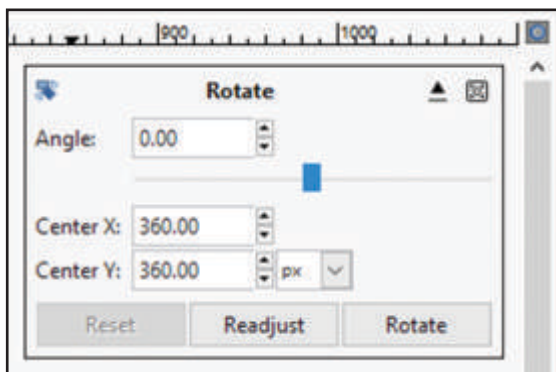 900 1000
Rotate
Angle: 0.00
Center X: 360.00
Center Y: 360.00 px
Reset Readjust Rotate